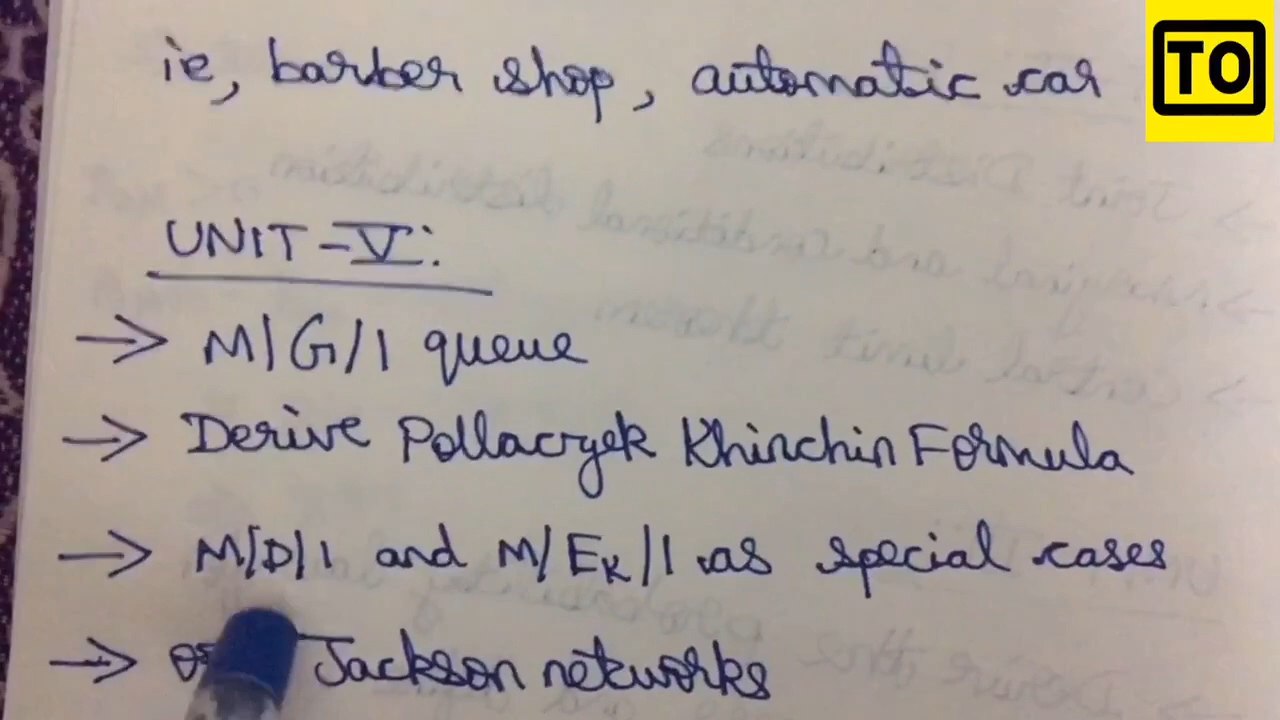 TO
ie, barber shop, automatic car
UNIT-V:
→ M/G/1 queue
→ Derive Pollaczek Khinchin Formula
→ M/D/1 and M/EK/1 as special cases
→ Jackson networks